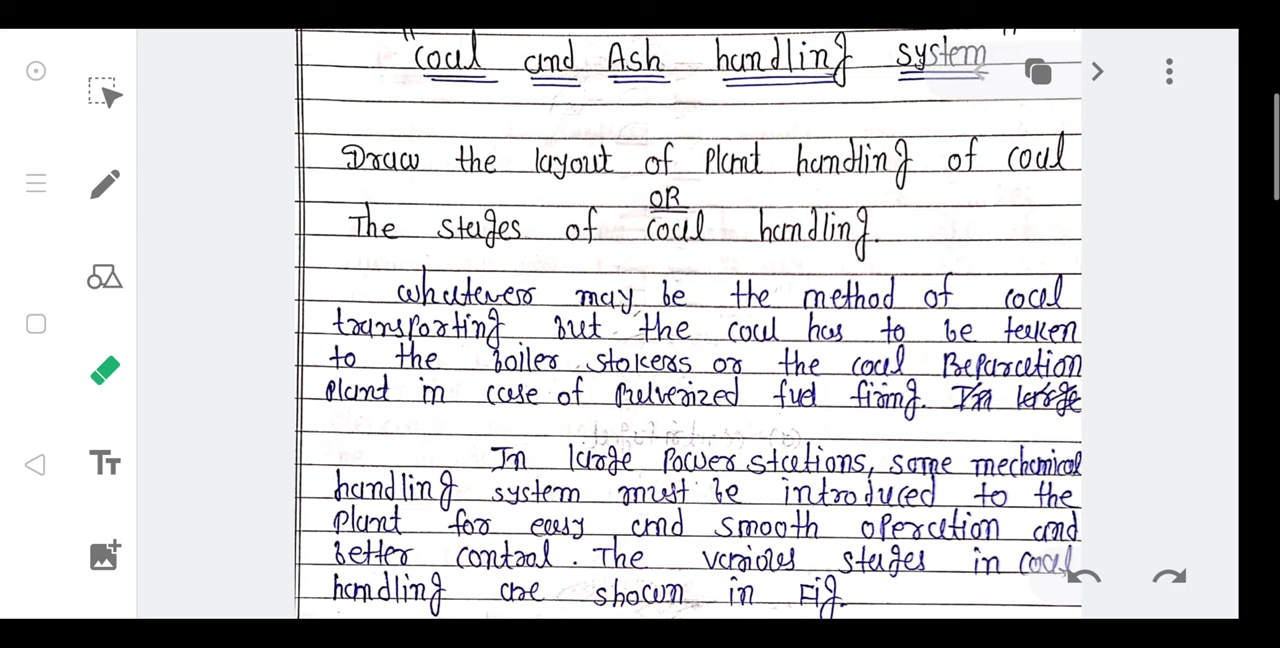 "Coal and Ash handling system"
Draw the layout of Plant handling of coal
OR
The stages of coal handling.
Whatever may be the method of coal
transporting but the coal has to be taken
to the boiler stokers or the coal Preparation
Plant in case of Pulverized fuel firing. In large
In large Power stations, some mechanical
handling system must be introduced to the
Plant for easy and smooth operation and
better control. The various stages in coal
handling are shown in Fig.
TT